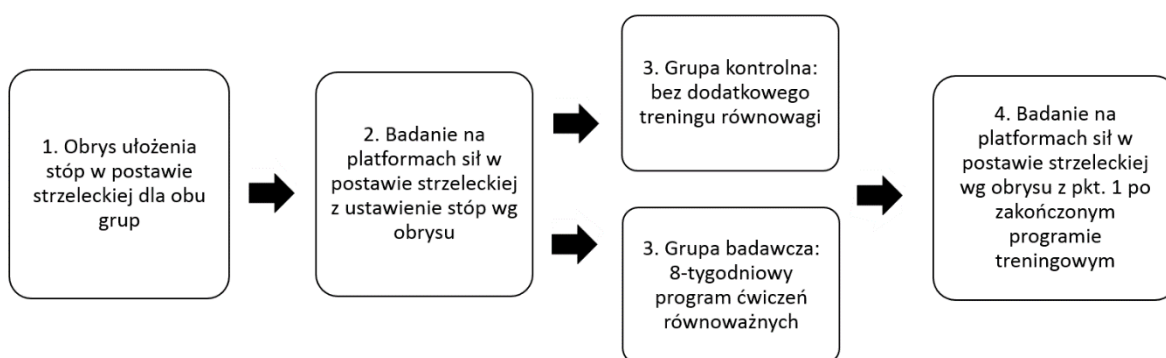 1. Obrys ułożenia
stóp w postawie
strzeleckiej dla obu
grup
2. Badanie na
platformach sił w
postawie strzeleckiej
z ustawienie stóp wg
obrysu
3. Grupa kontrolna:
bez dodatkowego
treningu równowagi
3. Grupa badawcza:
8-tygodniowy
program ćwiczeń
równoważnych
4. Badanie na
platformach sił w
postawie strzeleckiej
wg obrysu z pkt. 1 po
zakończonym
programie
treningowym